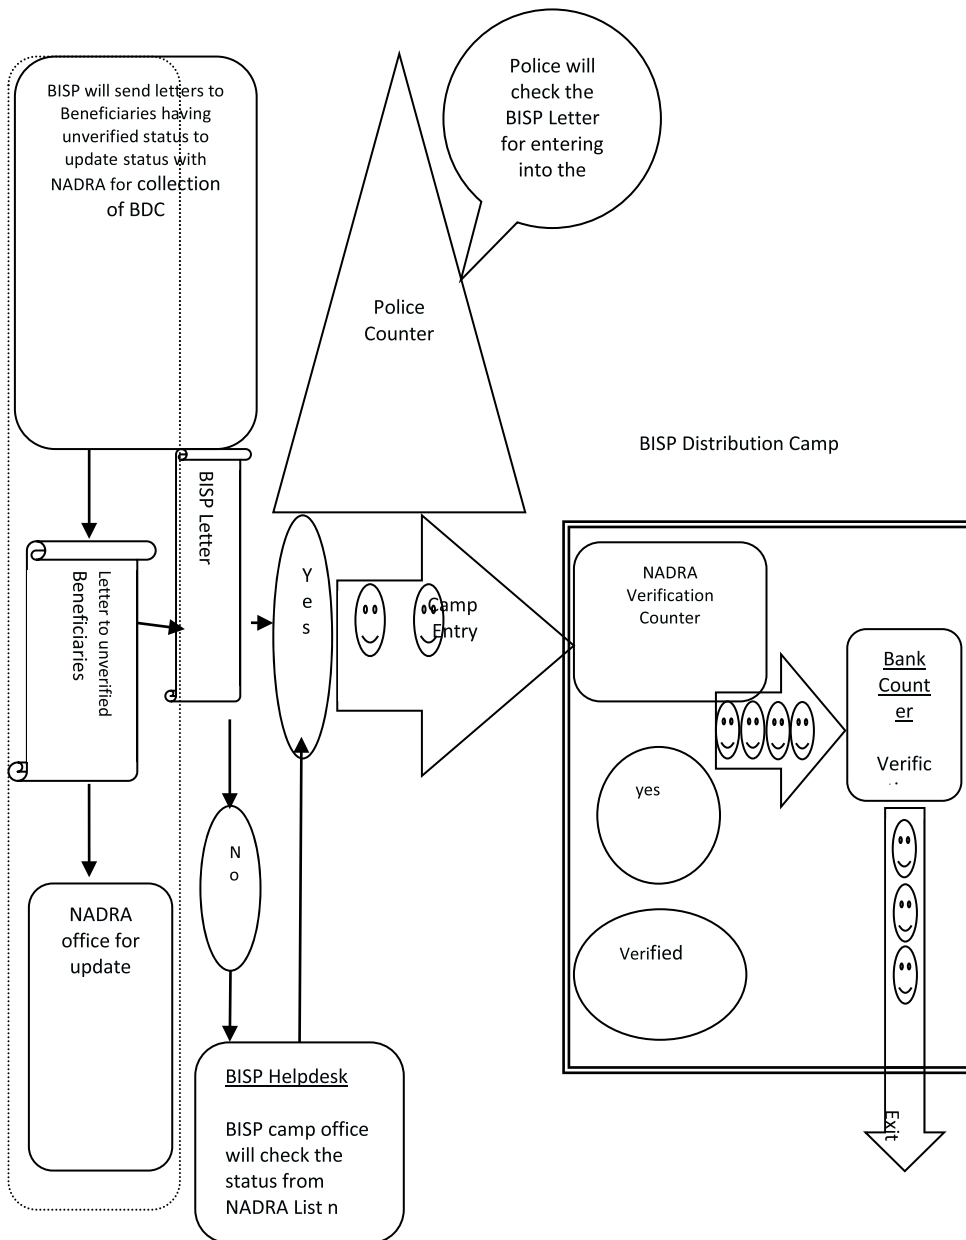 BISP will send letters to
Beneficiaries having
unverified status to
update status with
NADRA for collection
of BDC
Police will
check the
BISP Letter
for entering
into the
Police
Counter
BISP Distribution Camp
BISP Letter
Letter to unverified
Beneficiaries
Y
e
s
Camp
Entry
NADRA
Verification
Counter
Bank
Count
er
Verific
yes
N
o
Verified
NADRA
office for
update
BISP Helpdesk
BISP camp office
will check the
status from
NADRA List n
Exit